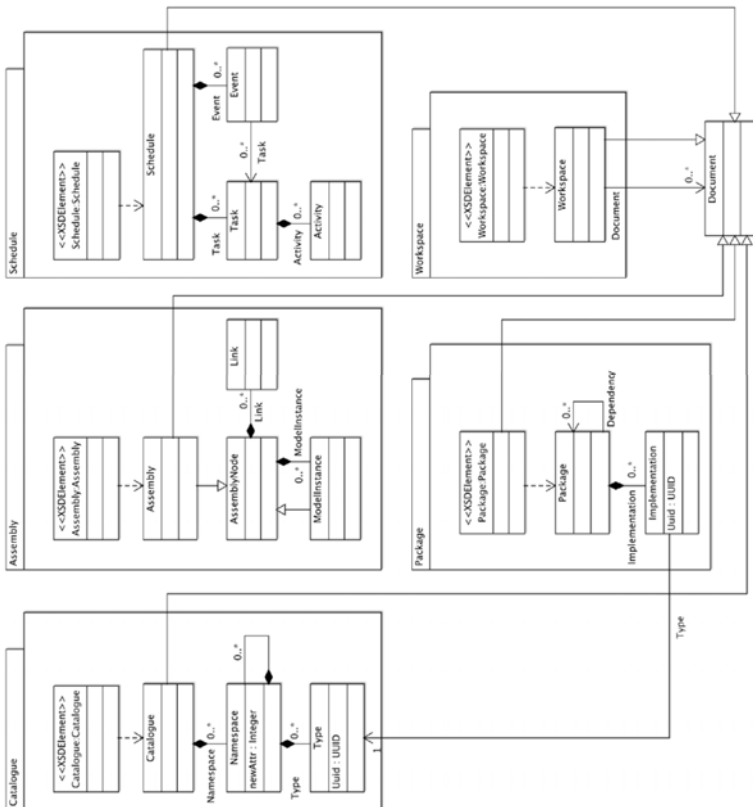 Catalogue
<<XSDElement>>
Catalogue:Catalogue
Catalogue
Namespace
0..*
Namespace
newAttr : Integer
0..*
Type
0..*
Type
Uuid : UUID
1
Assembly
<<XSDElement>>
Assembly:Assembly
Assembly
AssemblyNode
0..*
Link
Link
0..*
ModelInstance
ModelInstance
Schedule
<<XSDElement>>
Schedule:Schedule
Schedule
Task
0..*
Event
0..*
Task
0..*
Task
Event
Activity
0..*
Activity
Package
<<XSDElement>>
Package:Package
Package
0..*
Dependency
Implementation
0..*
Implementation
Uuid : UUID
Type
Workspace
<<XSDElement>>
Workspace:Workspace
Workspace
Document
0..*
Document